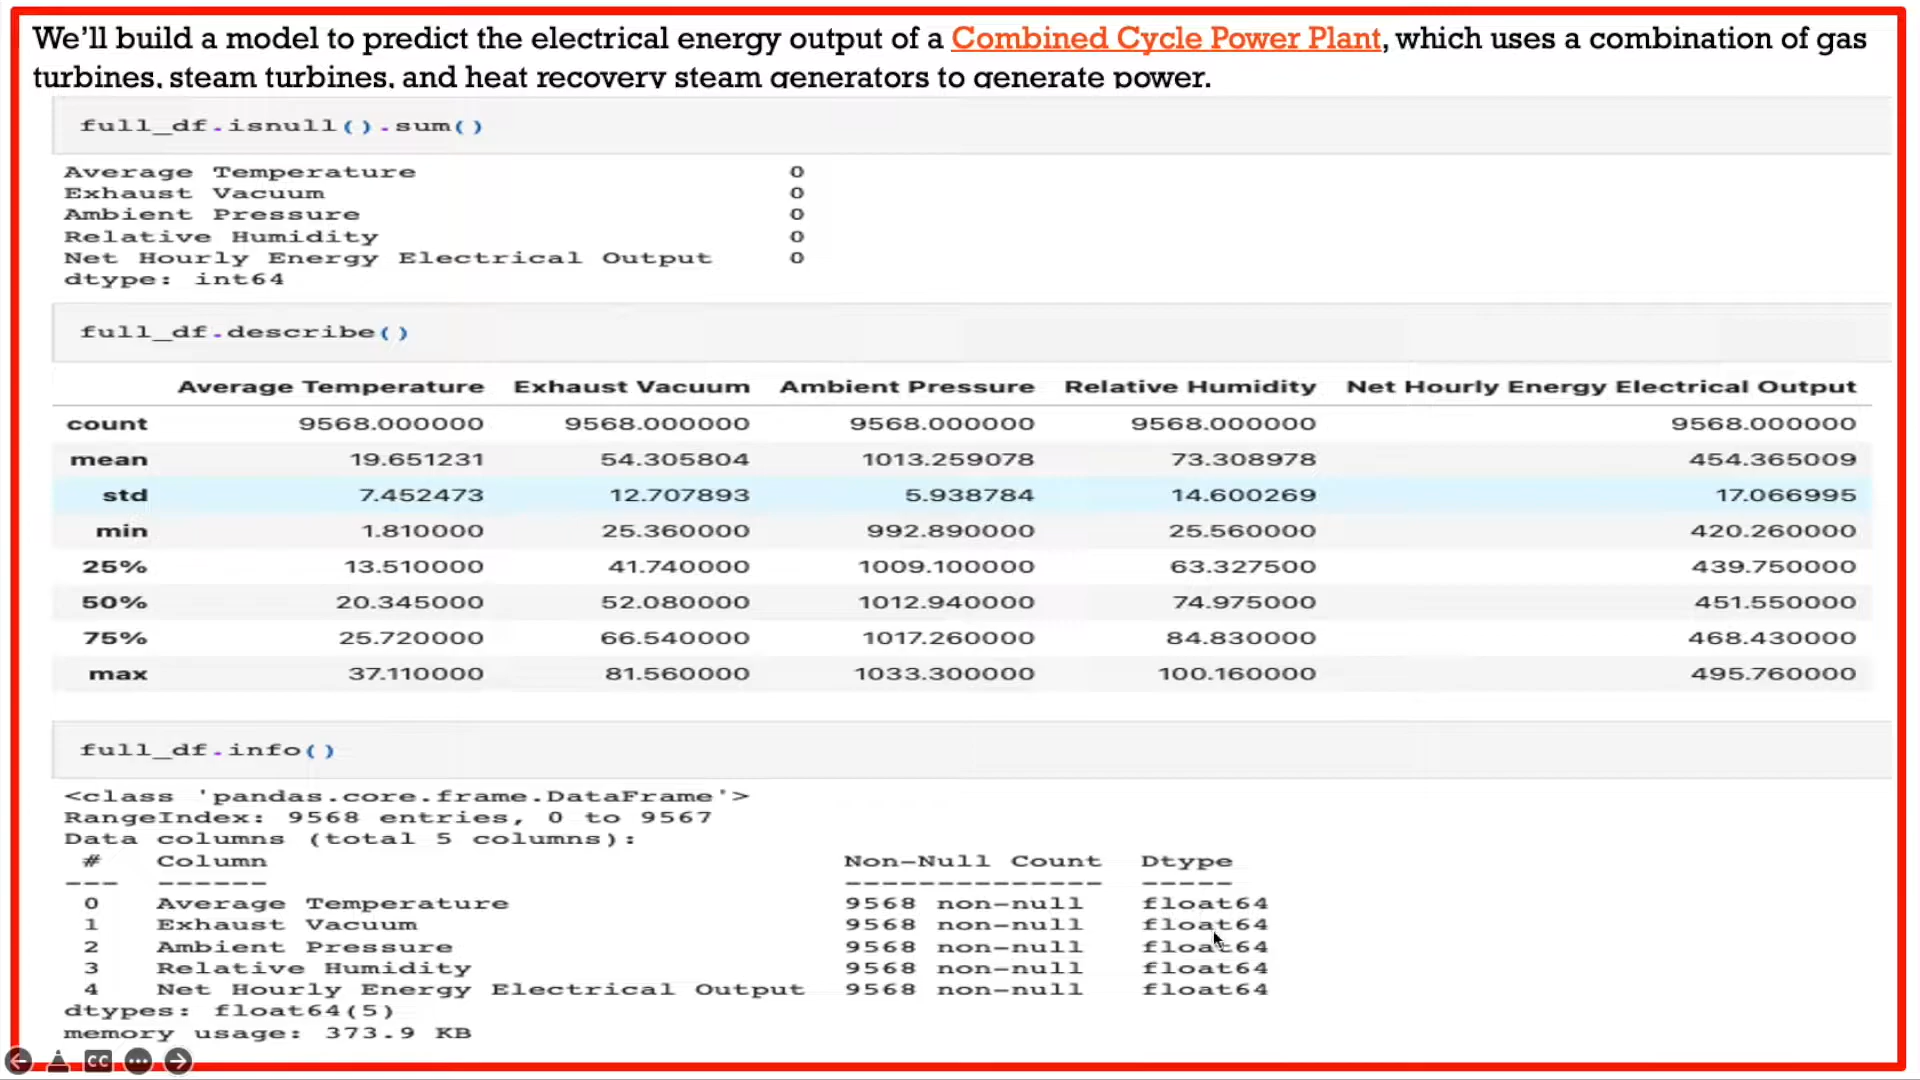 We'll build a model to predict the electrical energy output of a Combined Cycle Power Plant, which uses a combination of gas
turbines, steam turbines, and heat recovery steam generators to generate power.
full_df.isnull().sum()
Average Temperature 0
Exhaust Vacuum 0
Ambient Pressure 0
Relative Humidity 0
Net Hourly Energy Electrical Output 0
dtype: int64
full_df.describe()
Average Temperature Exhaust Vacuum Ambient Pressure Relative Humidity Net Hourly Energy Electrical Output
count 9568.000000 9568.000000 9568.000000 9568.000000 9568.000000
mean 19.651231 54.305804 1013.259078 73.308978 454.365009
std 7.452473 12.707893 5.938784 14.600269 17.066995
min 1.810000 25.360000 992.890000 25.560000 420.260000
25% 13.510000 41.740000 1009.100000 63.327500 439.750000
50% 20.345000 52.080000 1012.940000 74.975000 451.550000
75% 25.720000 66.540000 1017.260000 84.830000 468.430000
max 37.110000 81.560000 1033.300000 100.160000 495.760000
full_df.info()
<class 'pandas.core.frame.DataFrame'>
RangeIndex: 9568 entries, 0 to 9567
Data columns (total 5 columns):
# Column Non-Null Count Dtype
--- ------ -------------- -----
0 Average Temperature 9568 non-null float64
1 Exhaust Vacuum 9568 non-null float64
2 Ambient Pressure 9568 non-null float64
3 Relative Humidity 9568 non-null float64
4 Net Hourly Energy Electrical Output 9568 non-null float64
dtypes: float64(5)
memory usage: 373.9 KB
CC